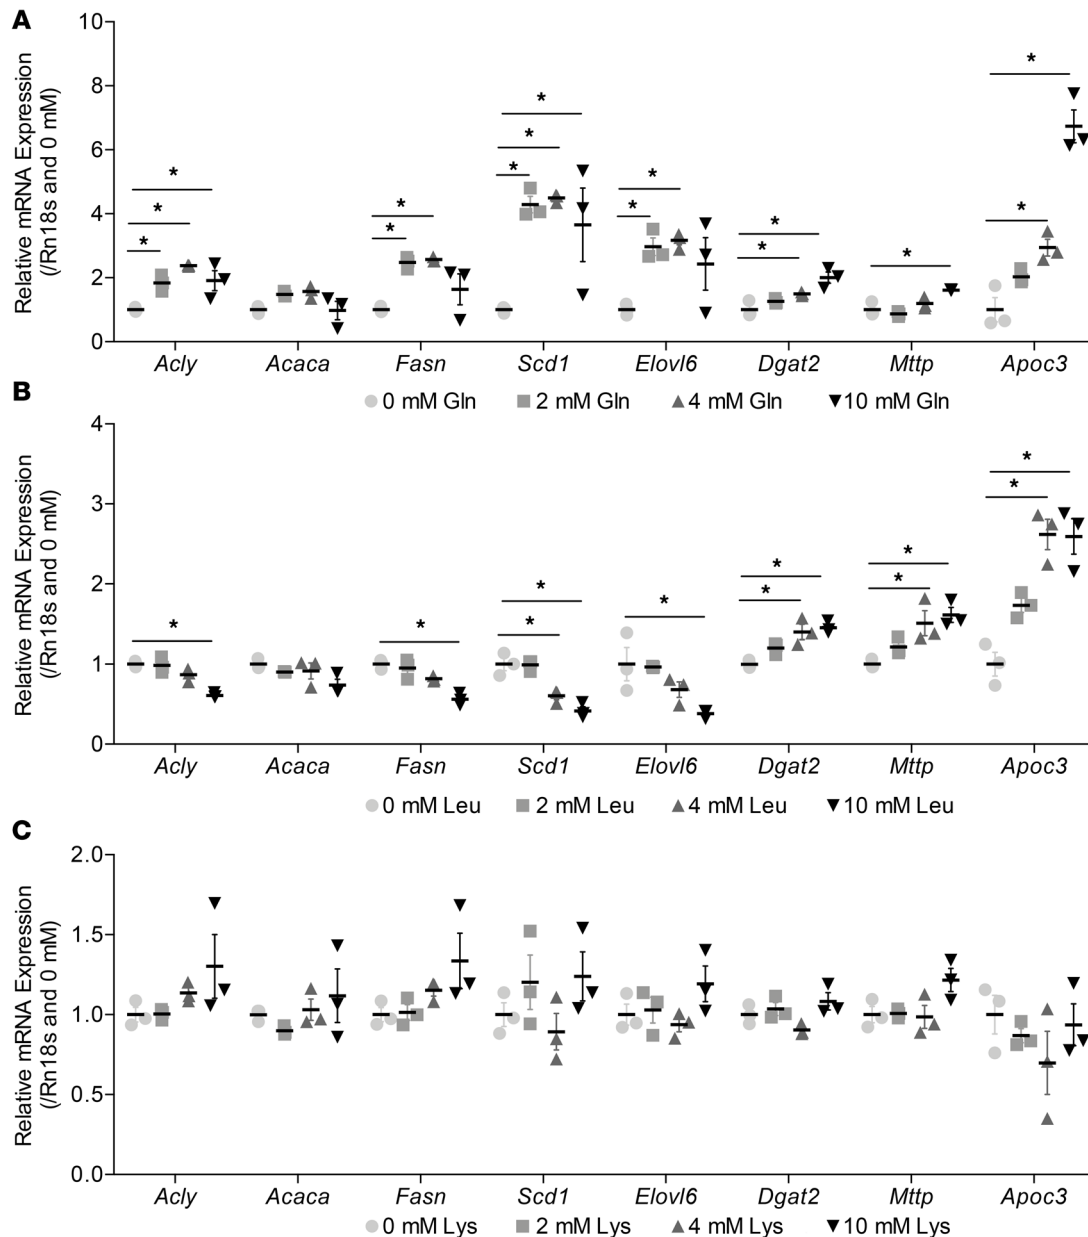 A
Relative mRNA Expression
(/Rn18s and 0 mM)
10
8
6
4
2
0
* * * * * * * * * * * * * * *
Acly Acaca Fasn Scd1 Elovl6 Dgat2 Mttp Apoc3
0 mM Gln 2 mM Gln 4 mM Gln 10 mM Gln
B
Relative mRNA Expression
(/Rn18s and 0 mM)
4
3
2
1
0
* * * * * * * * * * *
Acly Acaca Fasn Scd1 Elovl6 Dgat2 Mttp Apoc3
0 mM Leu 2 mM Leu 4 mM Leu 10 mM Leu
C
Relative mRNA Expression
(/Rn18s and 0 mM)
2.0
1.5
1.0
0.5
0.0
Acly Acaca Fasn Scd1 Elovl6 Dgat2 Mttp Apoc3
0 mM Lys 2 mM Lys 4 mM Lys 10 mM Lys